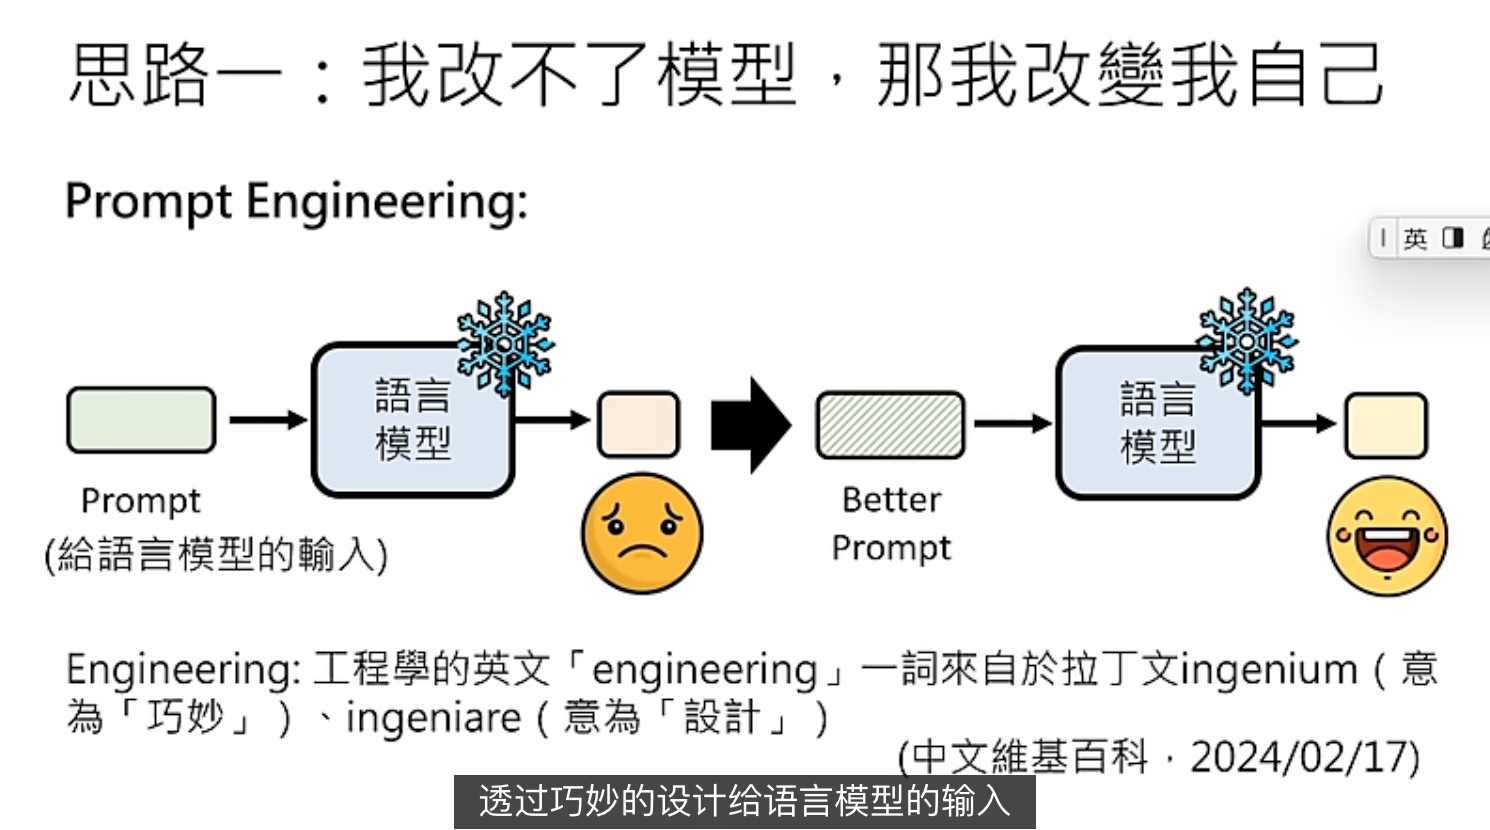 思路一：我改不了模型，那我改變我自己
Prompt Engineering:
英
語言
模型
Prompt
(給語言模型的輸入)
Better
Prompt
語言
模型
Engineering: 工程學的英文「engineering」一詞來自於拉丁文ingenium（意
為「巧妙」）、ingeniare（意為「設計」）
(中文維基百科，2024/02/17)
透过巧妙的设计给语言模型的输入